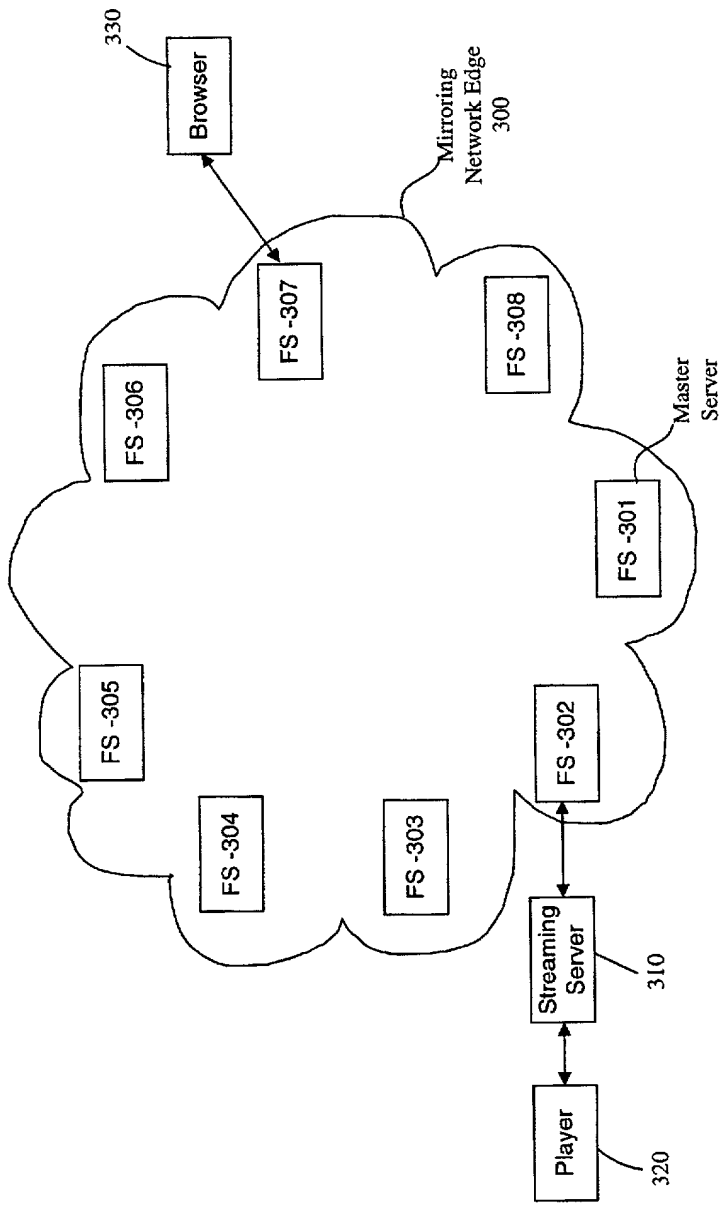 330
Browser
Mirroring
Network Edge
300
FS -307
FS -306
FS -308
Master
Server
FS -301
FS -305
FS -302
FS -304
FS -303
Streaming
Server
310
Player
320